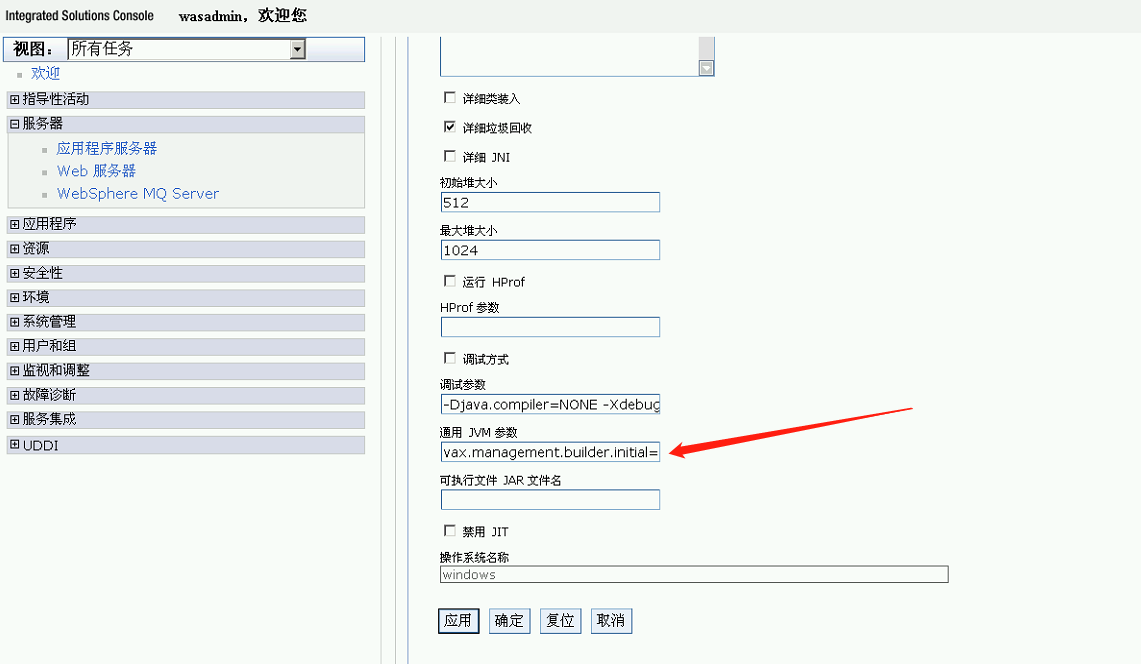 Integrated Solutions Console wasadmin，欢迎您
视图： 所有任务
欢迎
指导性活动
服务器
应用程序服务器
Web 服务器
WebSphere MQ Server
应用程序
资源
安全性
环境
系统管理
用户和组
监视和调整
故障诊断
服务集成
UDDI
详细类装入
详细垃圾回收
详细 JNI
初始堆大小
512
最大堆大小
1024
运行 HProf
HProf 参数
调试方式
调试参数
-Djava.compiler=NONE -Xdebug
通用 JVM 参数
vax.management.builder.initial=
可执行文件 JAR 文件名
禁用 JIT
操作系统名称
windows
应用 确定 复位 取消